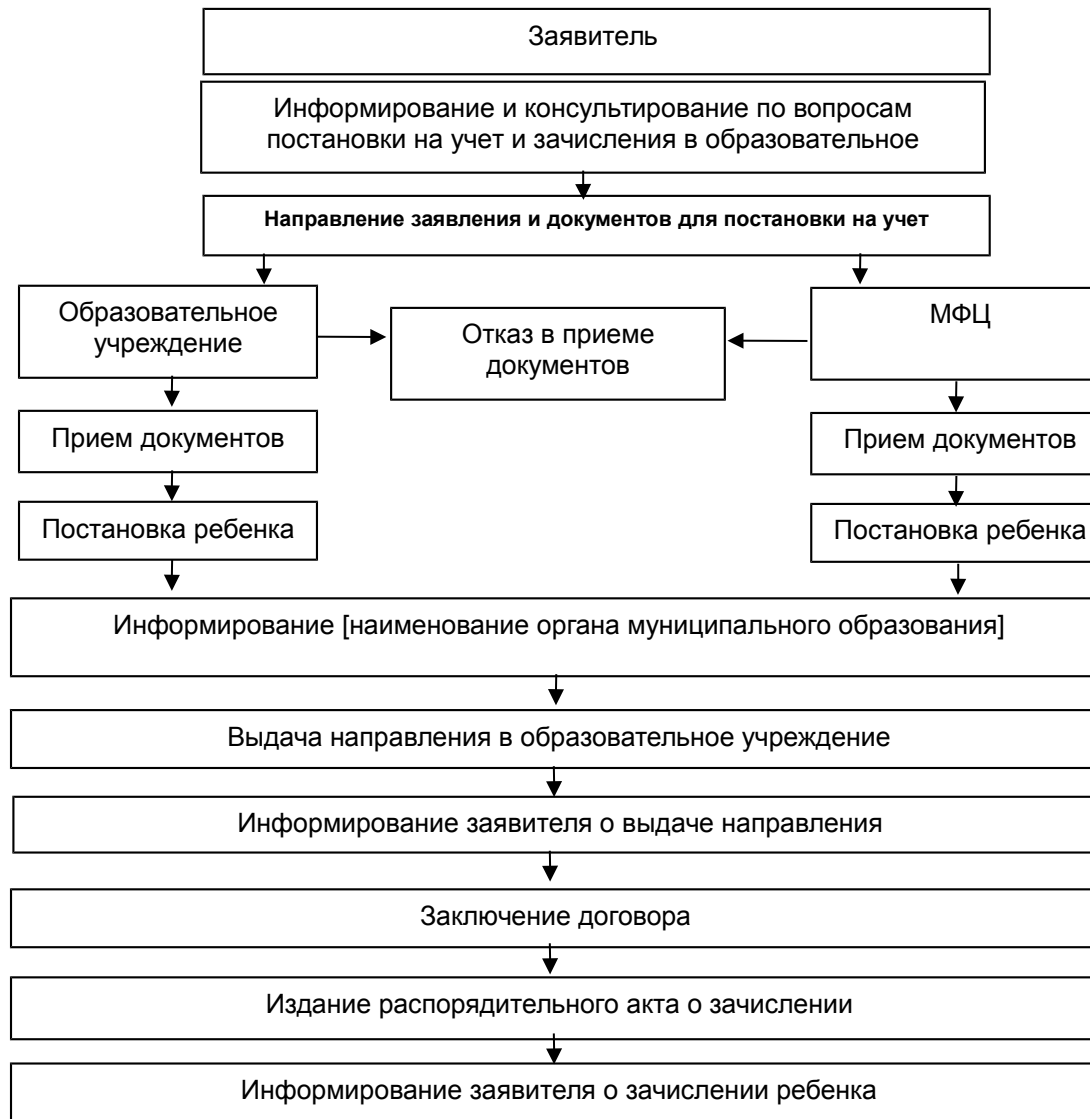 Заявитель
Информирование и консультирование по вопросам
постановки на учет и зачисления в образовательное
Направление заявления и документов для постановки на учет
Образовательное
учреждение
Отказ в приеме
документов
МФЦ
Прием документов
Прием документов
Постановка ребенка
Постановка ребенка
Информирование [наименование органа муниципального образования]
Выдача направления в образовательное учреждение
Информирование заявителя о выдаче направления
Заключение договора
Издание распорядительного акта о зачислении
Информирование заявителя о зачислении ребенка